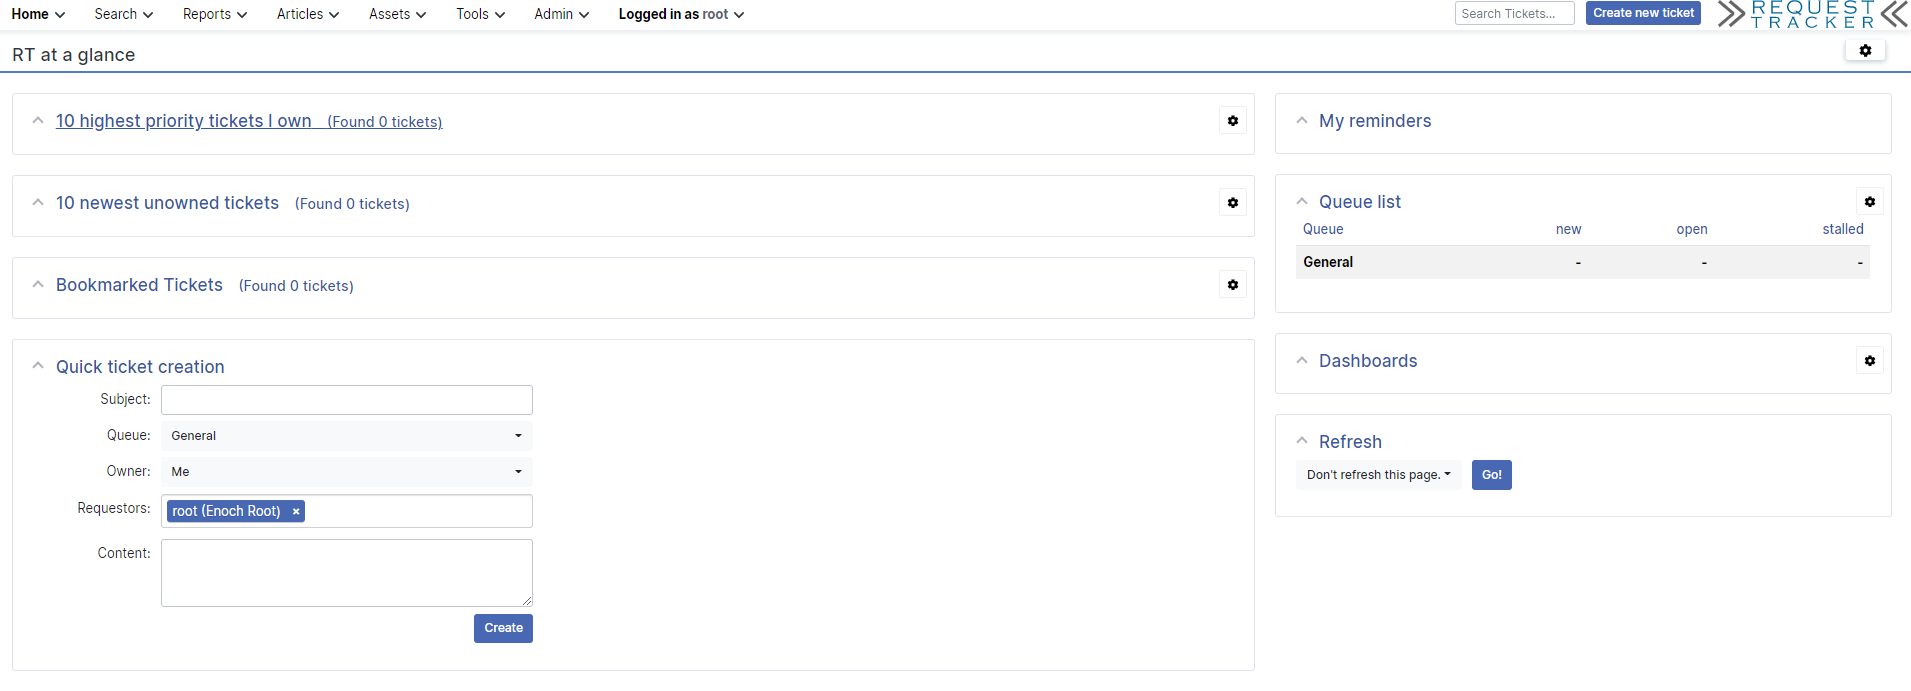 Home Search Reports Articles Assets Tools Admin Logged in as root Search Tickets... Create new ticket REQUEST TRACKER
RT at a glance
10 highest priority tickets I own (Found 0 tickets)
10 newest unowned tickets (Found 0 tickets)
Bookmarked Tickets (Found 0 tickets)
Quick ticket creation
Subject:
Queue: General
Owner: Me
Requestors: root (Enoch Root) ×
Content:
Create
My reminders
Queue list
Queue new open stalled
General - - -
Dashboards
Refresh
Don't refresh this page. Go!